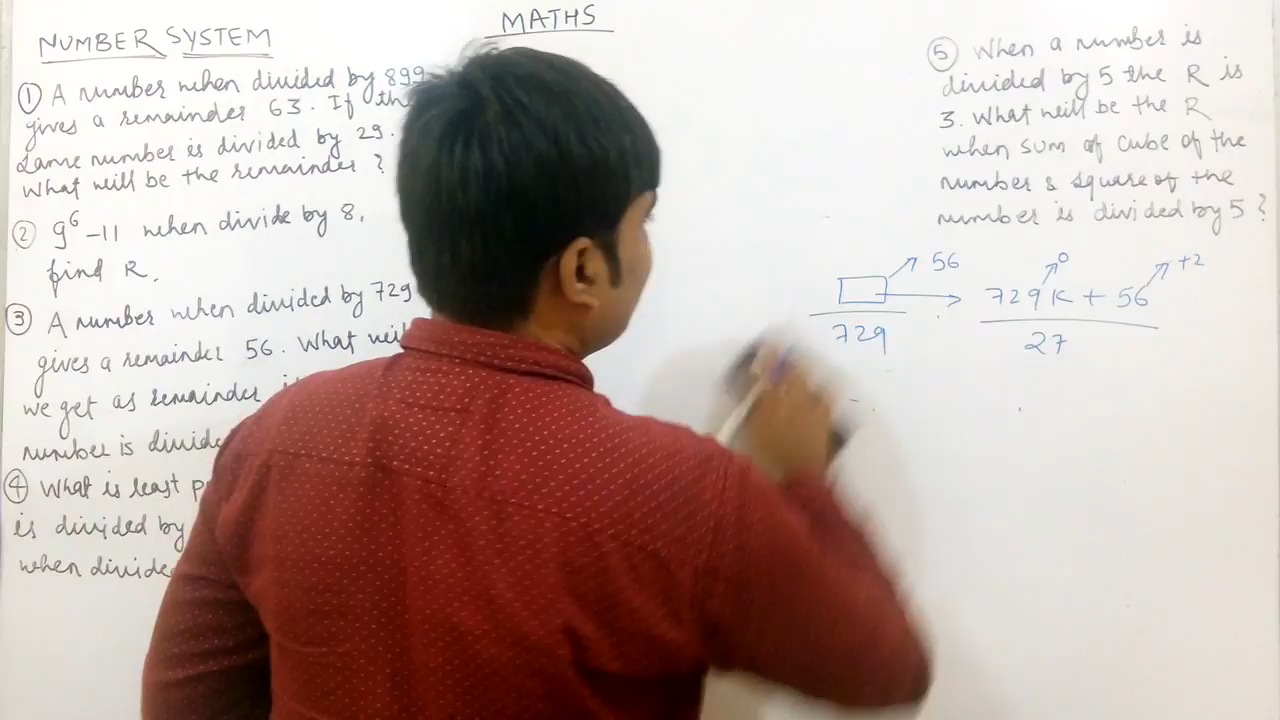 MATHS
NUMBER SYSTEM
① A number when divided by 899
gives a remainder 63. If the
same number is divided by 29.
What will be the remainder ?
② 9⁶ -11 when divide by 8.
find R.
③ A number when divided by 729
gives a remainder 56. What will
we get as remainder
number is divide
④ What is least
is divided by
when divide
⑤ When a number is
divided by 5 the R is
3. What will be the R
when sum of cube of the
number & square of the
number is divided by 5 ?
56
729
0
+2
729K + 56
27